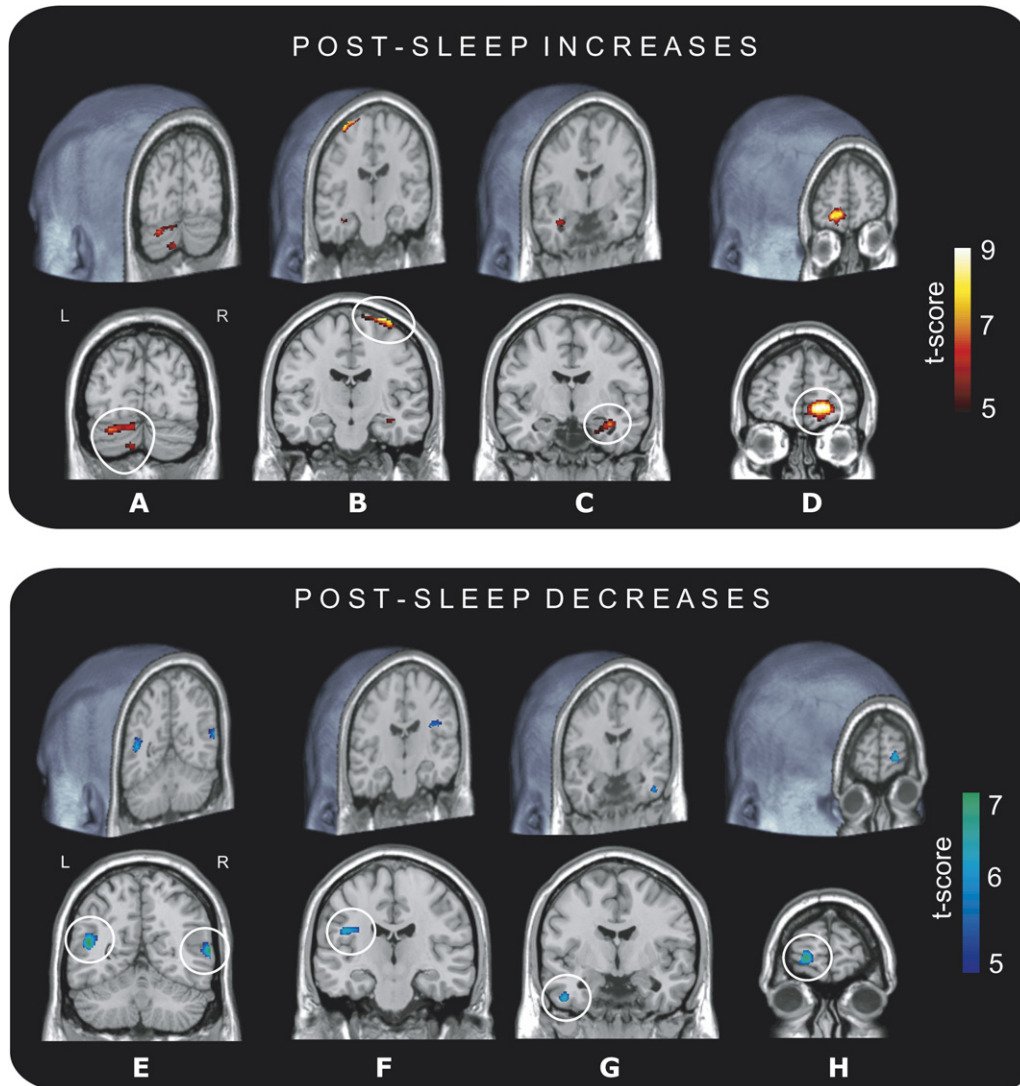 POST-SLEEP INCREASES
L R
9
7
5
t-score
A B C D
POST-SLEEP DECREASES
L R
7
6
5
t-score
E F G H